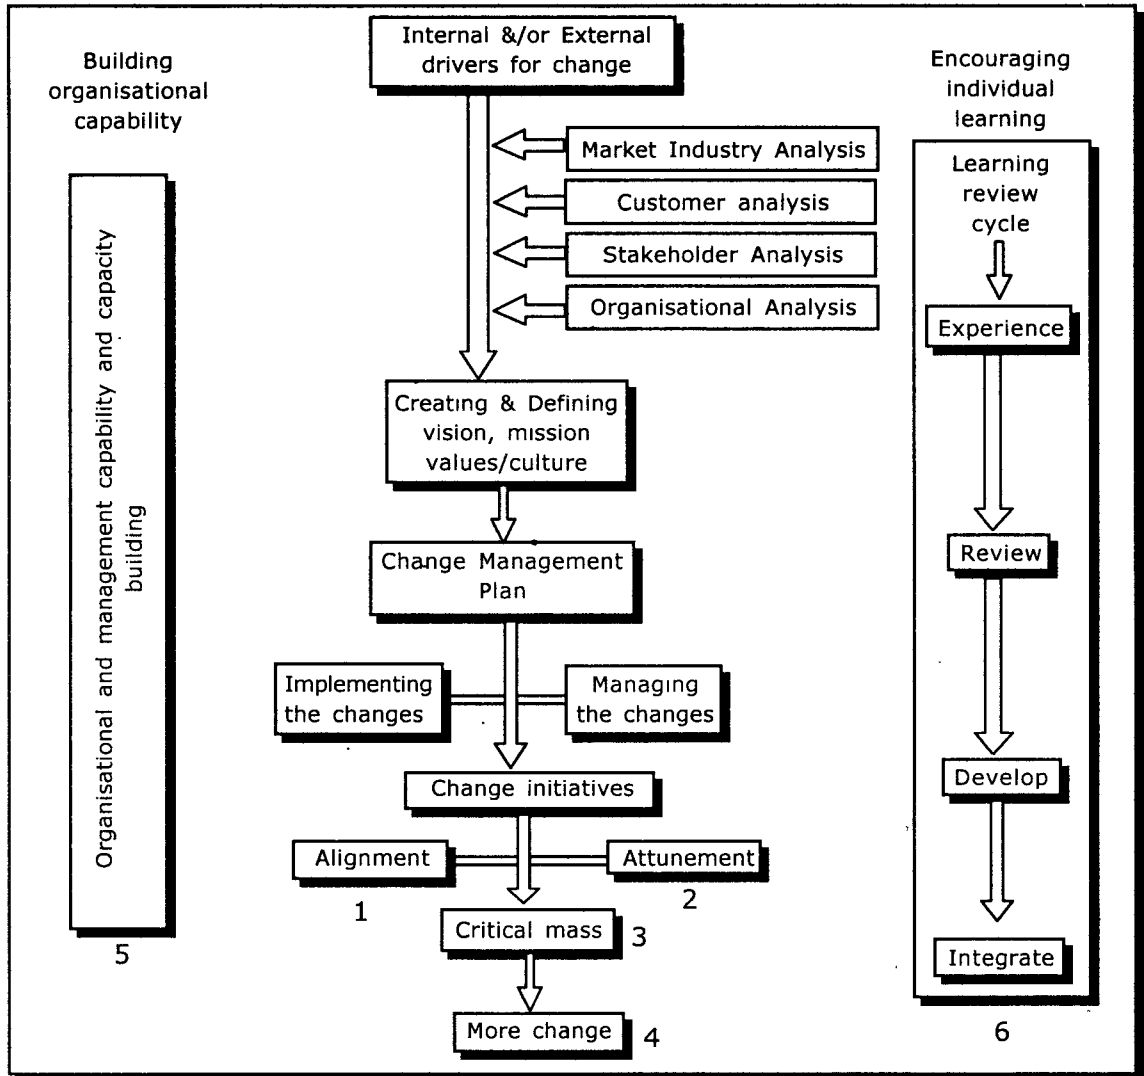 Building
organisational
capability
Organisational and management capability and capacity
building
5
Internal &/or External
drivers for change
Market Industry Analysis
Customer analysis
Stakeholder Analysis
Organisational Analysis
Creating & Defining
vision, mission
values/culture
Change Management
Plan
Implementing
the changes
Managing
the changes
Change initiatives
Alignment
1
Attunement
2
Critical mass
3
More change
4
Encouraging
individual
learning
Learning
review
cycle
Experience
Review
Develop
Integrate
6